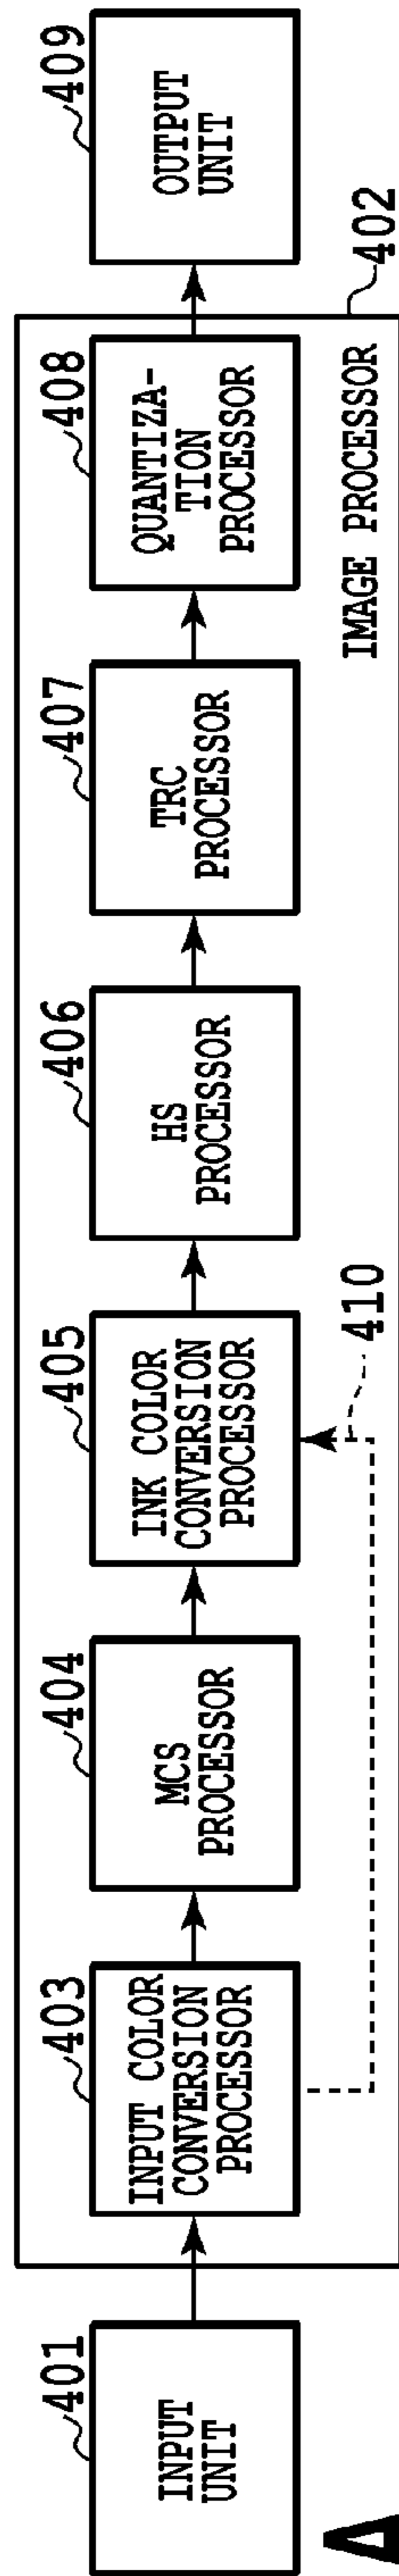 401
INPUT
UNIT
403
INPUT COLOR
CONVERSION
PROCESSOR
404
MCS
PROCESSOR
405
INK COLOR
CONVERSION
PROCESSOR
410
406
HS
PROCESSOR
407
TRC
PROCESSOR
408
QUANTIZA-
TION
PROCESSOR
IMAGE PROCESSOR
402
409
OUTPUT
UNIT
A